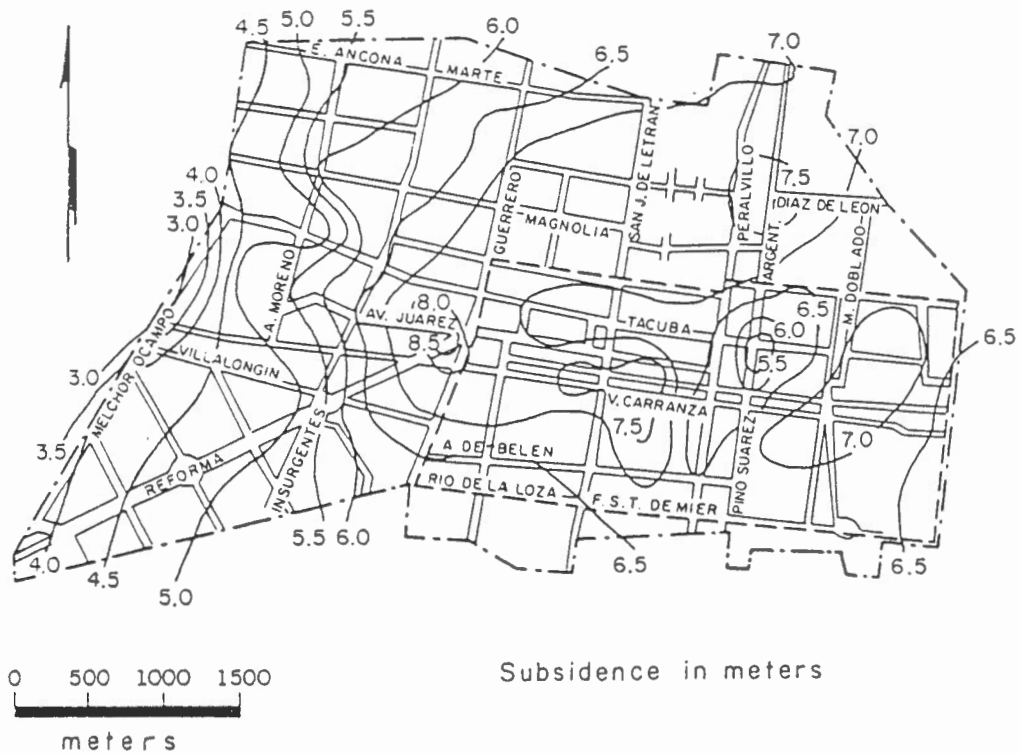 4.5
5.0
5.5
6.0
6.5
7.0
E. ANCONA
MARTE
7.0
4.0
3.5
3.0
GUERRERO
MAGNOLIA
SAN J. DE LETRAN
PERALVILLO
7.5
DIAZ DE LEON
ARGENT.
M. DOBLADO
A. MORENO
8.0
AV. JUAREZ
8.5
TACUBA
6.5
6.0
5.5
6.5
3.0
MELCHOR OCAMPO
VILLALONGIN
V. CARRANZA
7.5
7.0
3.5
REFORMA
INSURGENTES
A. DE BELEN
RIO DE LA LOZA
F. S. T. DE MIER
PINO SUAREZ
4.0
4.5
5.0
5.5
6.0
6.5
6.5
0 500 1000 1500
meters
Subsidence in meters